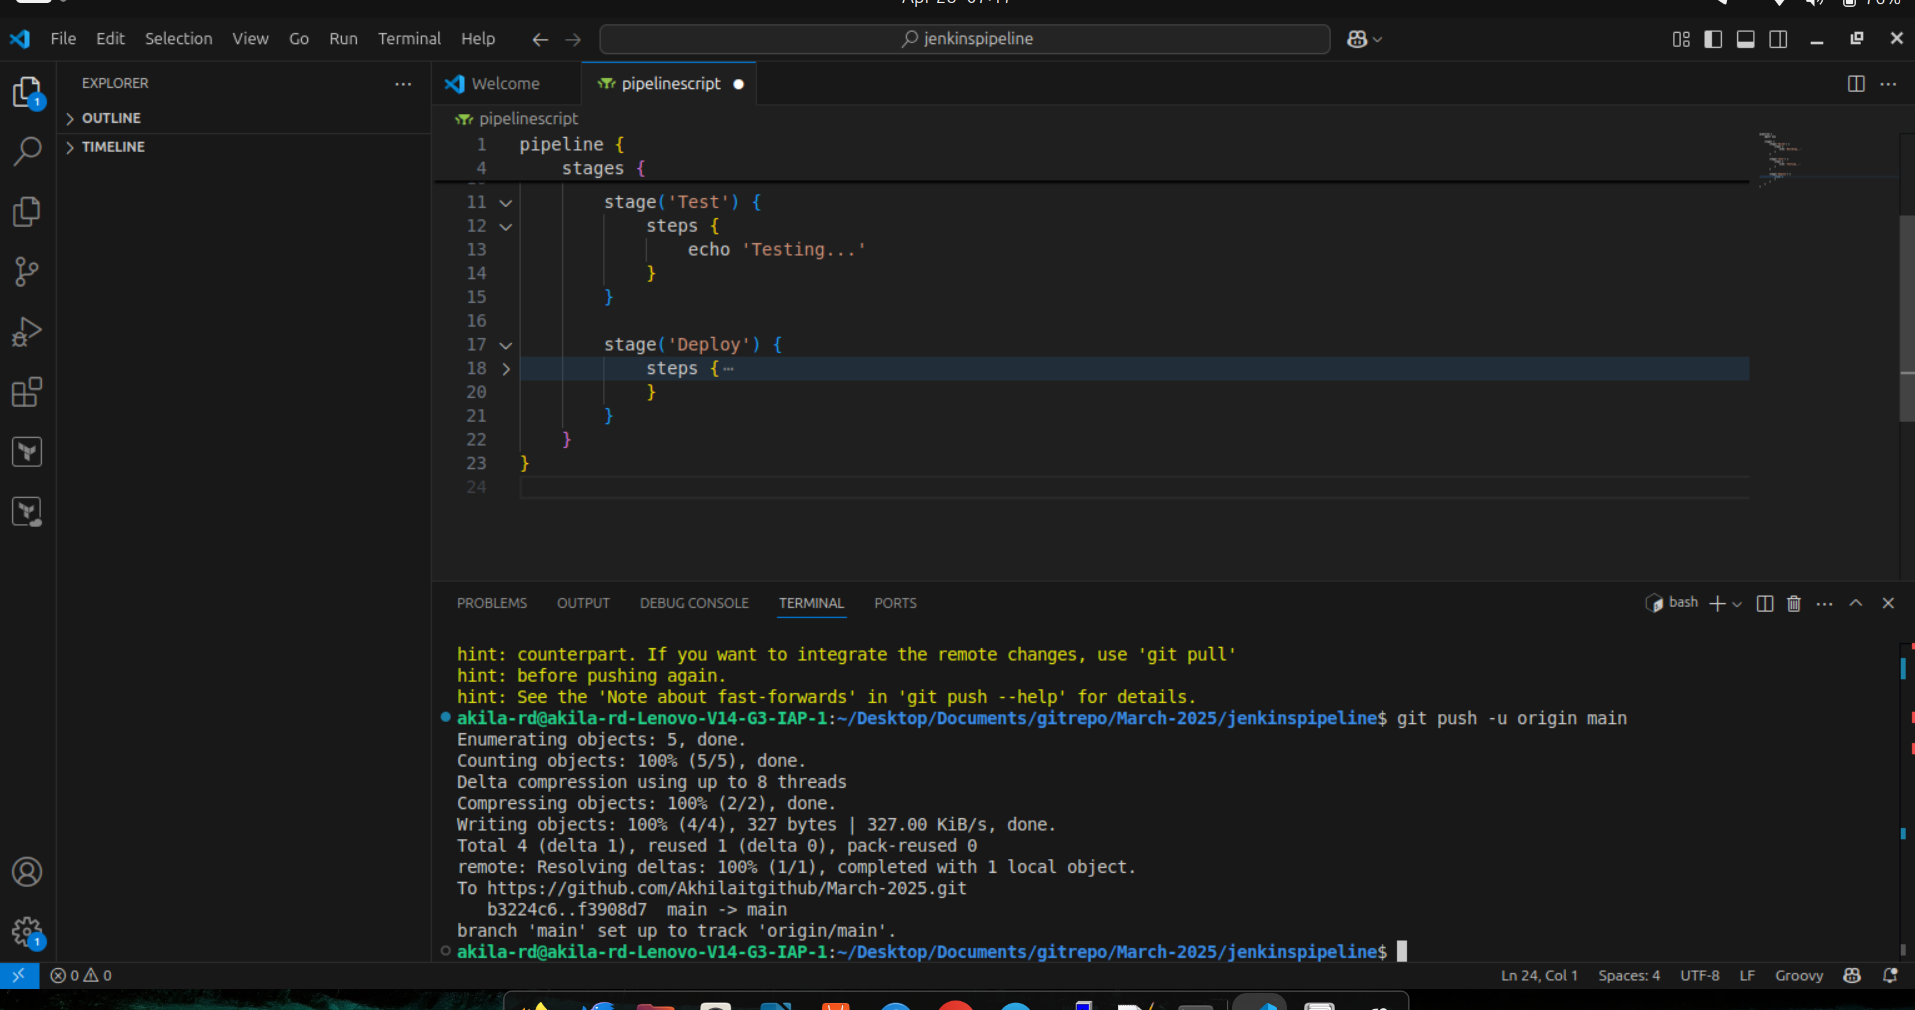 File Edit Selection View Go Run Terminal Help
jenkinspipeline
EXPLORER
OUTLINE
TIMELINE
1
1
Welcome
pipelinescript
pipelinescript
1 pipeline {
4 stages {
11 stage('Test') {
12 steps {
13 echo 'Testing...'
14 }
15 }
16
17 stage('Deploy') {
18 steps {⋯
20 }
21 }
22 }
23 }
24
PROBLEMS OUTPUT DEBUG CONSOLE TERMINAL PORTS
bash
hint: counterpart. If you want to integrate the remote changes, use 'git pull'
hint: before pushing again.
hint: See the 'Note about fast-forwards' in 'git push --help' for details.
akila-rd@akila-rd-Lenovo-V14-G3-IAP-1:~/Desktop/Documents/gitrepo/March-2025/jenkinspipeline$ git push -u origin main
Enumerating objects: 5, done.
Counting objects: 100% (5/5), done.
Delta compression using up to 8 threads
Compressing objects: 100% (2/2), done.
Writing objects: 100% (4/4), 327 bytes | 327.00 KiB/s, done.
Total 4 (delta 1), reused 1 (delta 0), pack-reused 0
remote: Resolving deltas: 100% (1/1), completed with 1 local object.
To https://github.com/Akhilaitgithub/March-2025.git
b3224c6..f3908d7 main -> main
branch 'main' set up to track 'origin/main'.
akila-rd@akila-rd-Lenovo-V14-G3-IAP-1:~/Desktop/Documents/gitrepo/March-2025/jenkinspipeline$
0 0
Ln 24, Col 1 Spaces: 4 UTF-8 LF Groovy